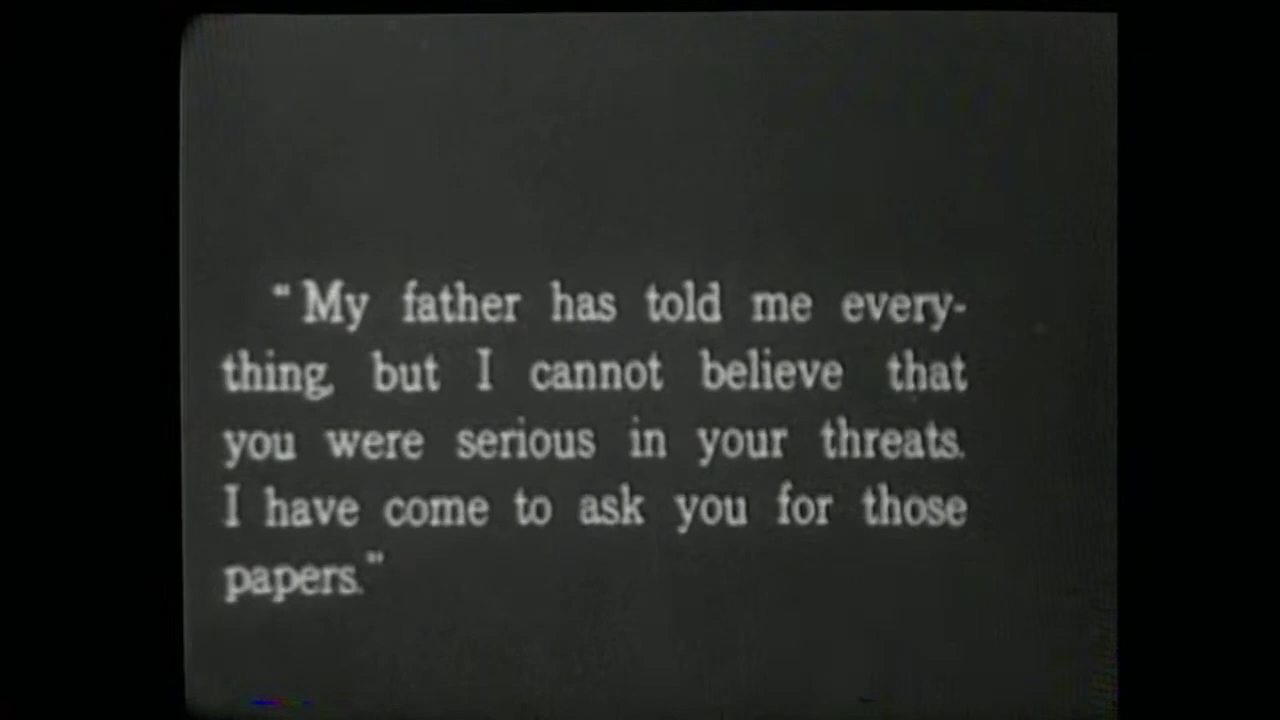 “My father has told me every-
thing, but I cannot believe that
you were serious in your threats.
I have come to ask you for those
papers.”